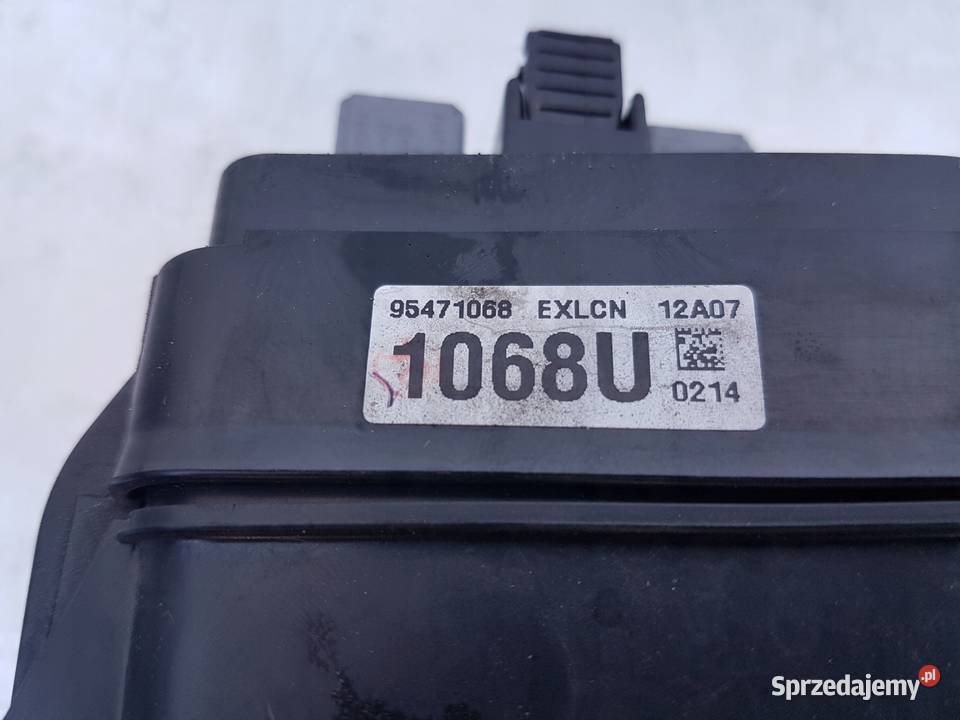 95471068 EXLCN 12A07
1068U
0214
Sprzedajemy.pl